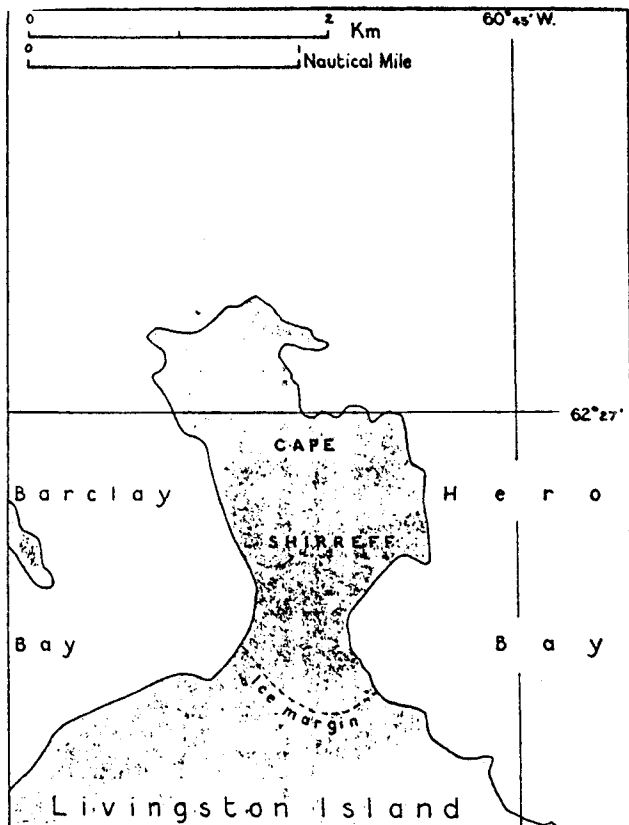 0 2 Km
60°45' W.
0 Nautical Mile
62°27'
CAPE
Barclay Hero
SHIRREFF
Bay Bay
Ice margin
Livingston Island